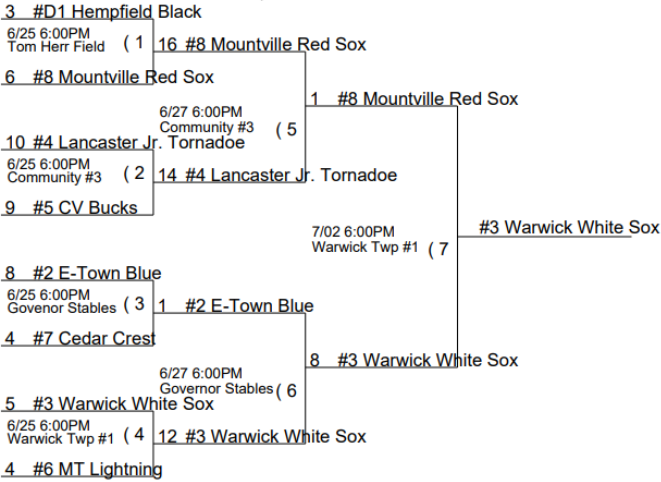 3 #D1 Hempfield Black
6/25 6:00PM
Tom Herr Field ( 1
16 #8 Mountville Red Sox
6 #8 Mountville Red Sox
1 #8 Mountville Red Sox
6/27 6:00PM
Community #3 ( 5
10 #4 Lancaster Jr. Tornadoe
6/25 6:00PM
Community #3 ( 2
14 #4 Lancaster Jr. Tornadoe
9 #5 CV Bucks
7/02 6:00PM
Warwick Twp #1 ( 7
#3 Warwick White Sox
8 #2 E-Town Blue
6/25 6:00PM
Govenor Stables ( 3
1 #2 E-Town Blue
4 #7 Cedar Crest
8 #3 Warwick White Sox
6/27 6:00PM
Governor Stables ( 6
5 #3 Warwick White Sox
6/25 6:00PM
Warwick Twp #1 ( 4
12 #3 Warwick White Sox
4 #6 MT Lightning